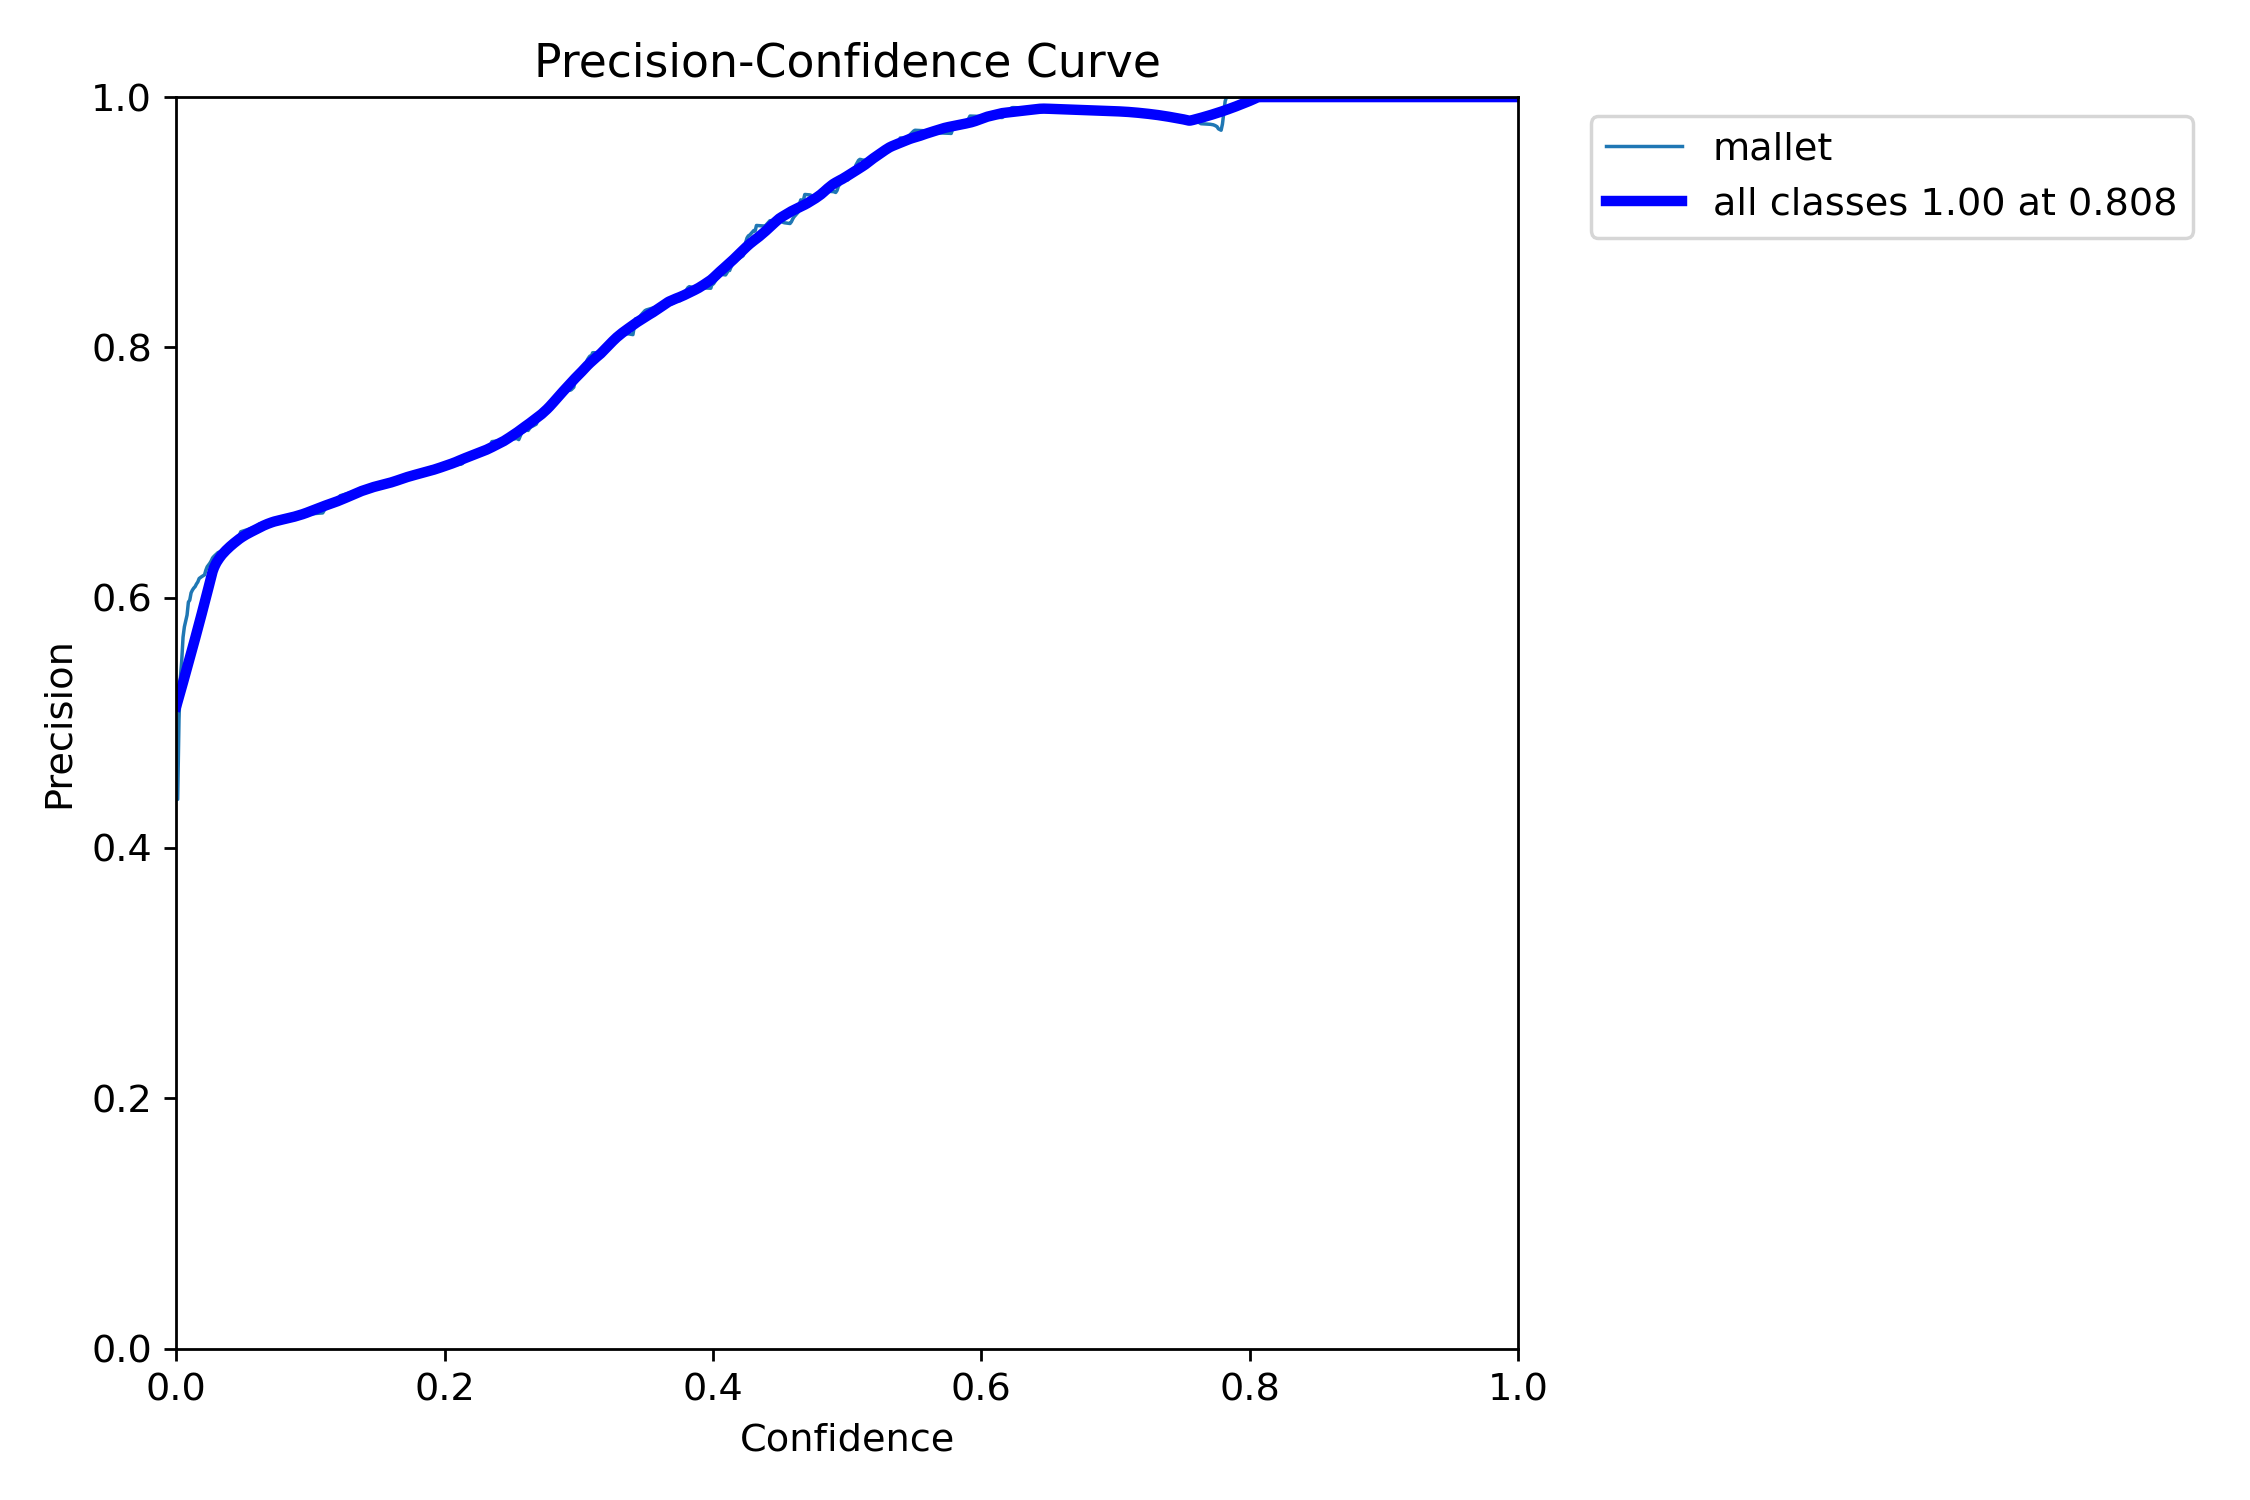 Precision-Confidence Curve
1.0
0.8
0.6
0.4
0.2
0.0
Precision
0.0 0.2 0.4 0.6 0.8 1.0
Confidence
mallet
all classes 1.00 at 0.808